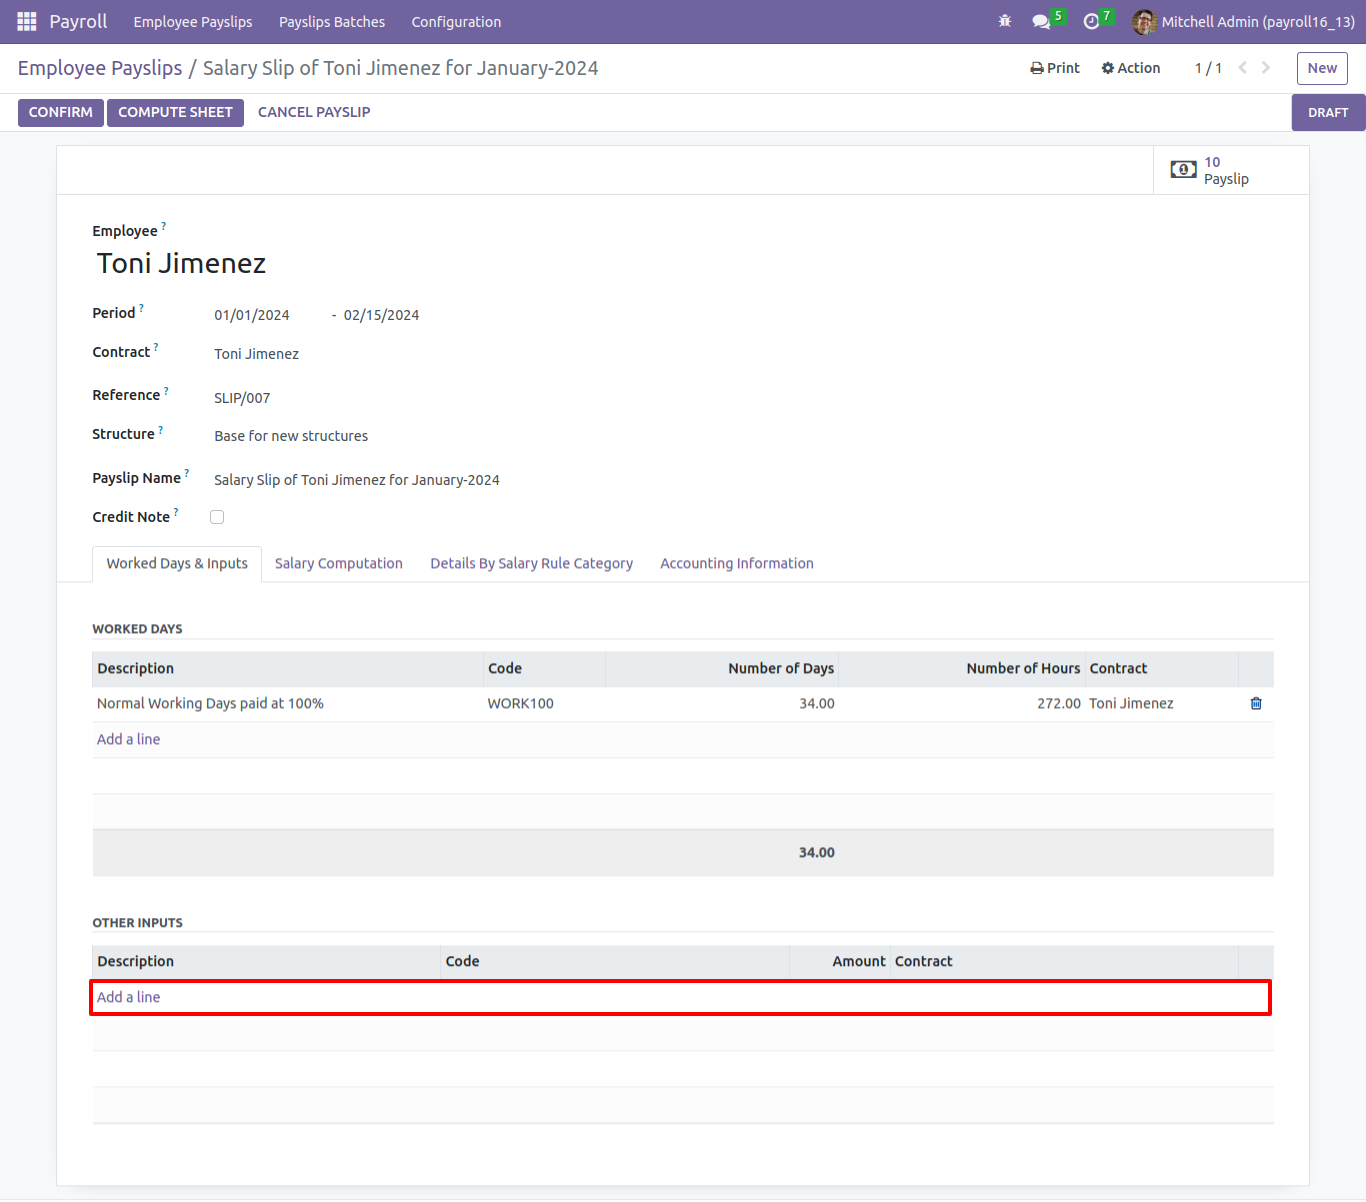 Payroll Employee Payslips Payslips Batches Configuration 5 7 Mitchell Admin (payroll16_13)
Employee Payslips / Salary Slip of Toni Jimenez for January-2024 Print Action 1 / 1 New
CONFIRM COMPUTE SHEET CANCEL PAYSLIP DRAFT
10
Payslip
Employee ?
Toni Jimenez
Period ? 01/01/2024 - 02/15/2024
Contract ? Toni Jimenez
Reference ? SLIP/007
Structure ? Base for new structures
Payslip Name ? Salary Slip of Toni Jimenez for January-2024
Credit Note ?
Worked Days & Inputs Salary Computation Details By Salary Rule Category Accounting Information
WORKED DAYS
Description Code Number of Days Number of Hours Contract
Normal Working Days paid at 100% WORK100 34.00 272.00 Toni Jimenez
Add a line
34.00
OTHER INPUTS
Description Code Amount Contract
Add a line